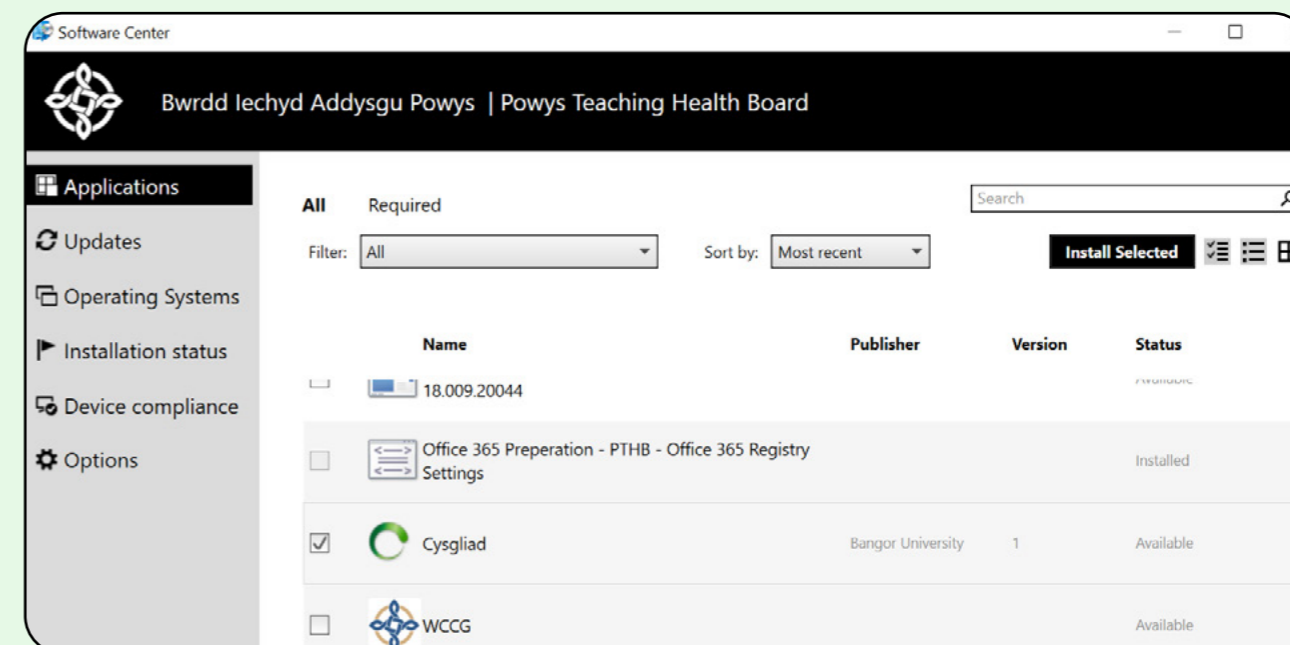 Software Center
Bwrdd Iechyd Addysgu Powys | Powys Teaching Health Board
Applications
Updates
Operating Systems
Installation status
Device compliance
Options
All Required
Search
Filter: All Sort by: Most recent Install Selected
Name Publisher Version Status
18.009.20044 Available
Office 365 Preperation - PTHB - Office 365 Registry
Settings
Installed
Cysgliad Bangor University 1 Available
WCCG Available